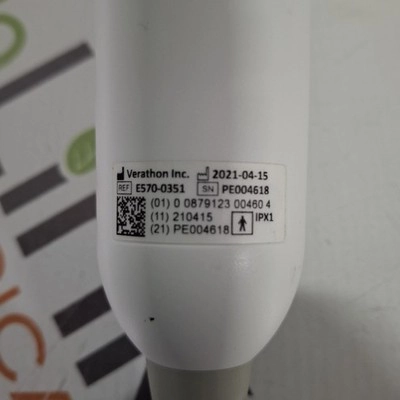 Verathon Inc. 2021-04-15
REF E570-0351 SN PE004618
(01) 0 0879123 00460 4
(11) 210415 IPX1
(21) PE004618